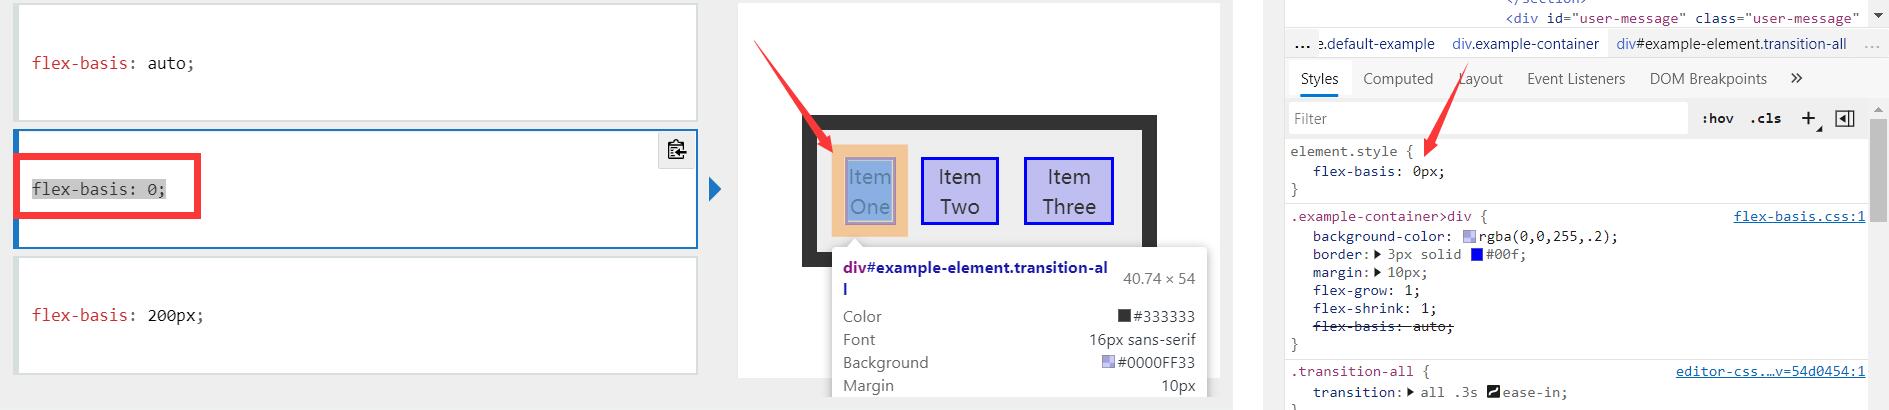 flex-basis: auto;
flex-basis: 0;
flex-basis: 200px;
Item
One
Item
Two
Item
Three
div#example-element.transition-al
l
40.74 × 54
Color
#333333
Font
16px sans-serif
Background
#0000FF33
Margin
10px
</section>
<div id="user-message" class="user-message"
... e.default-example div.example-container div#example-element.transition-all ...
Styles Computed Layout Event Listeners DOM Breakpoints »
Filter :hov .cls +
element.style {
flex-basis: 0px;
}
.example-container>div { flex-basis.css:1
background-color: rgba(0,0,255,.2);
border: 3px solid #00f;
margin: 10px;
flex-grow: 1;
flex-shrink: 1;
flex-basis: auto;
}
.transition-all { editor-css.…v=54d0454:1
transition: all .3s ease-in;
}